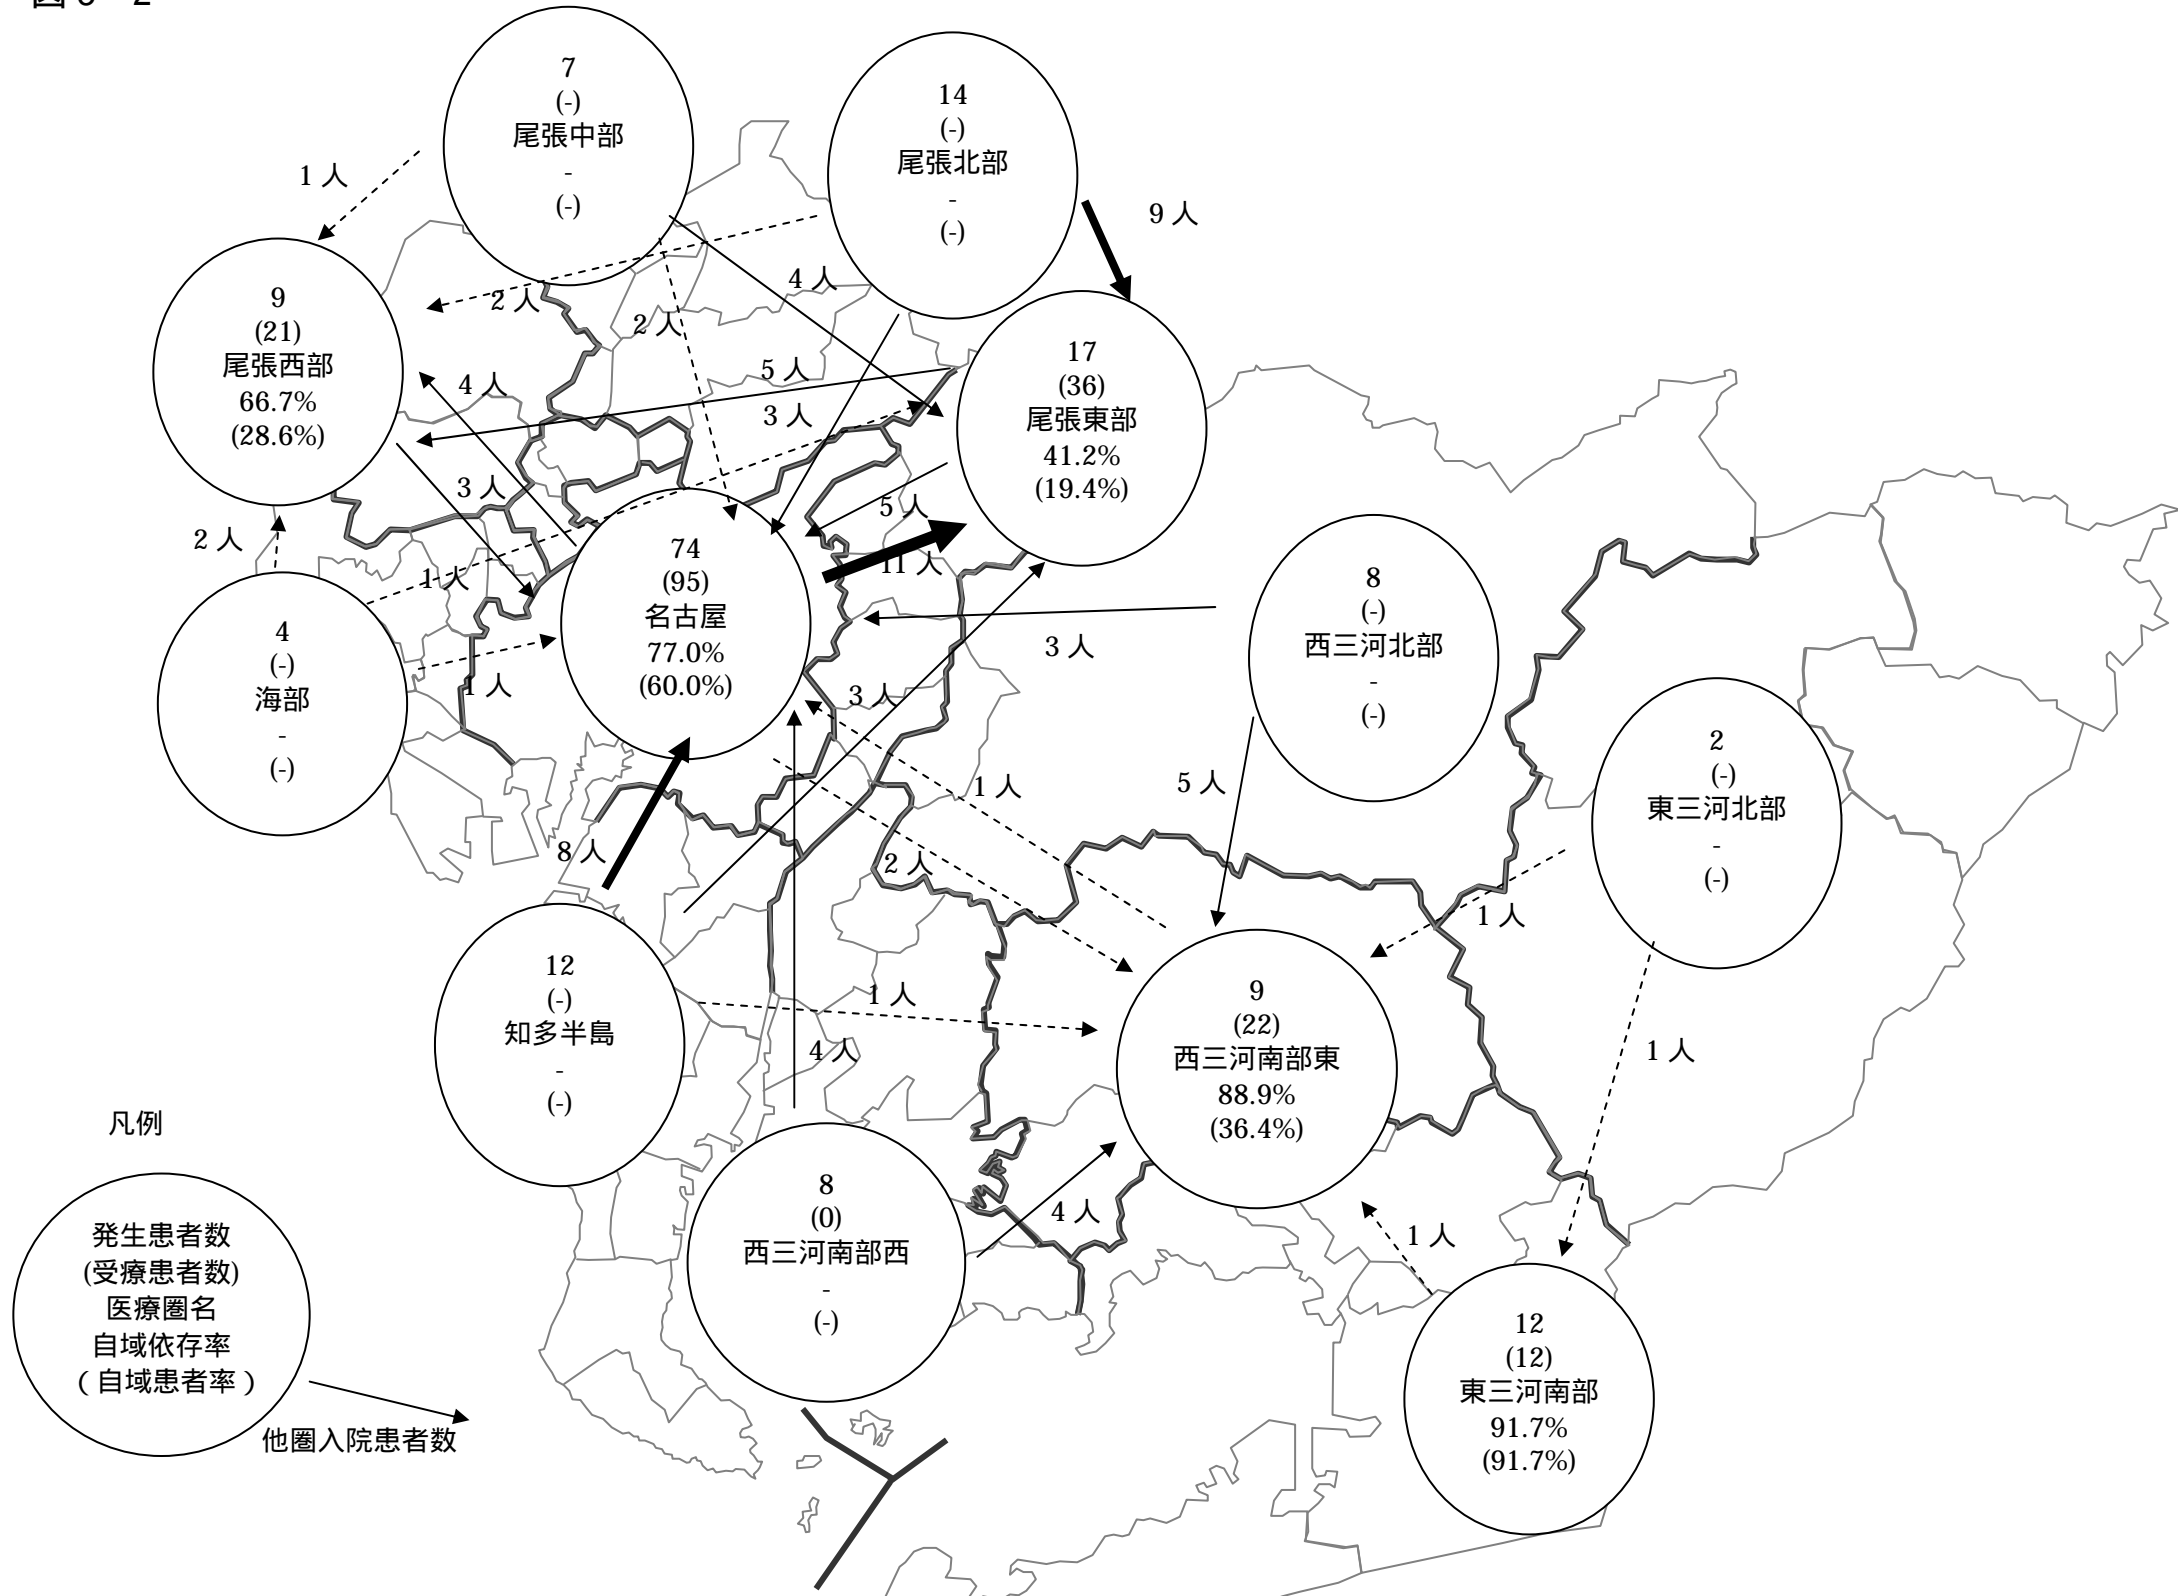 7
(-)
尾張中部
-
(-)
14
(-)
尾張北部
-
(-)
1 人
9 人
4 人
2 人
2 人
9
(21)
尾張西部
66.7%
(28.6%)
17
(36)
尾張東部
41.2%
(19.4%)
5 人
4 人
3 人
3 人
5 人
2 人
11 人
1 人
74
(95)
名古屋
77.0%
(60.0%)
4
(-)
海部
-
(-)
1 人
8
(-)
西三河北部
-
(-)
3 人
3 人
2
(-)
東三河北部
-
(-)
1 人
5 人
8 人
2 人
1 人
12
(-)
知多半島
-
(-)
1 人
9
(22)
西三河南部東
88.9%
(36.4%)
4 人
1 人
8
(0)
西三河南部西
-
(-)
4 人
1 人
12
(12)
東三河南部
91.7%
(91.7%)
凡例
発生患者数
(受療患者数)
医療圏名
自域依存率
（自域患者率）
他圏入院患者数